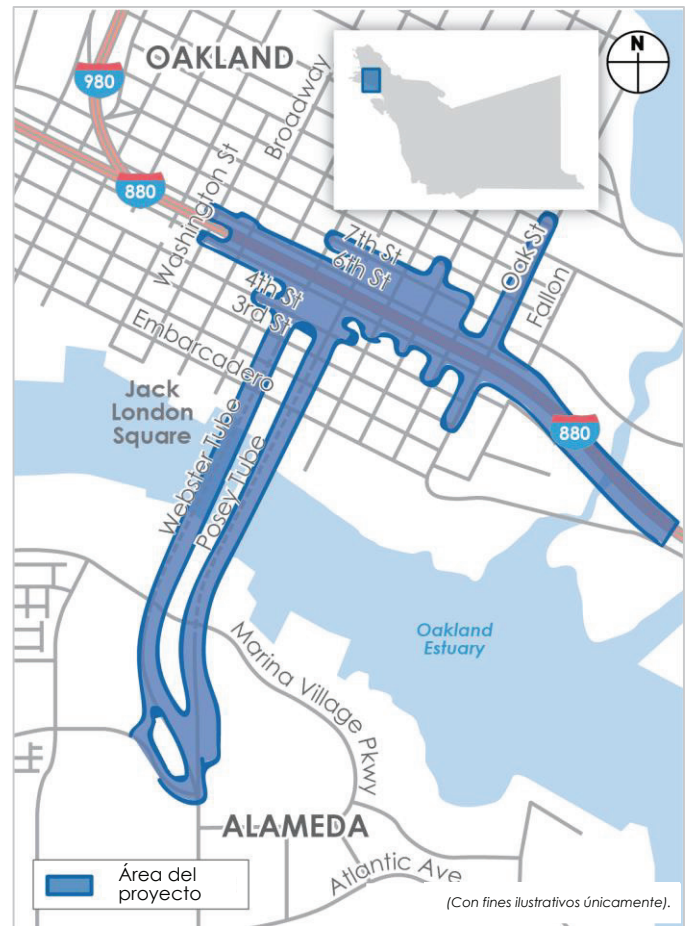 OAKLAND
N
980
Broadway
880
Washington St
7th St
6th St
Oak St
Fallon
4th St
3rd St
Embarcadero
Jack
London
Square
880
Webster Tube
Posey Tube
Oakland
Estuary
Marina Village Pkwy
ALAMEDA
Atlantic Ave
Área del
proyecto
(Con fines ilustrativos únicamente).